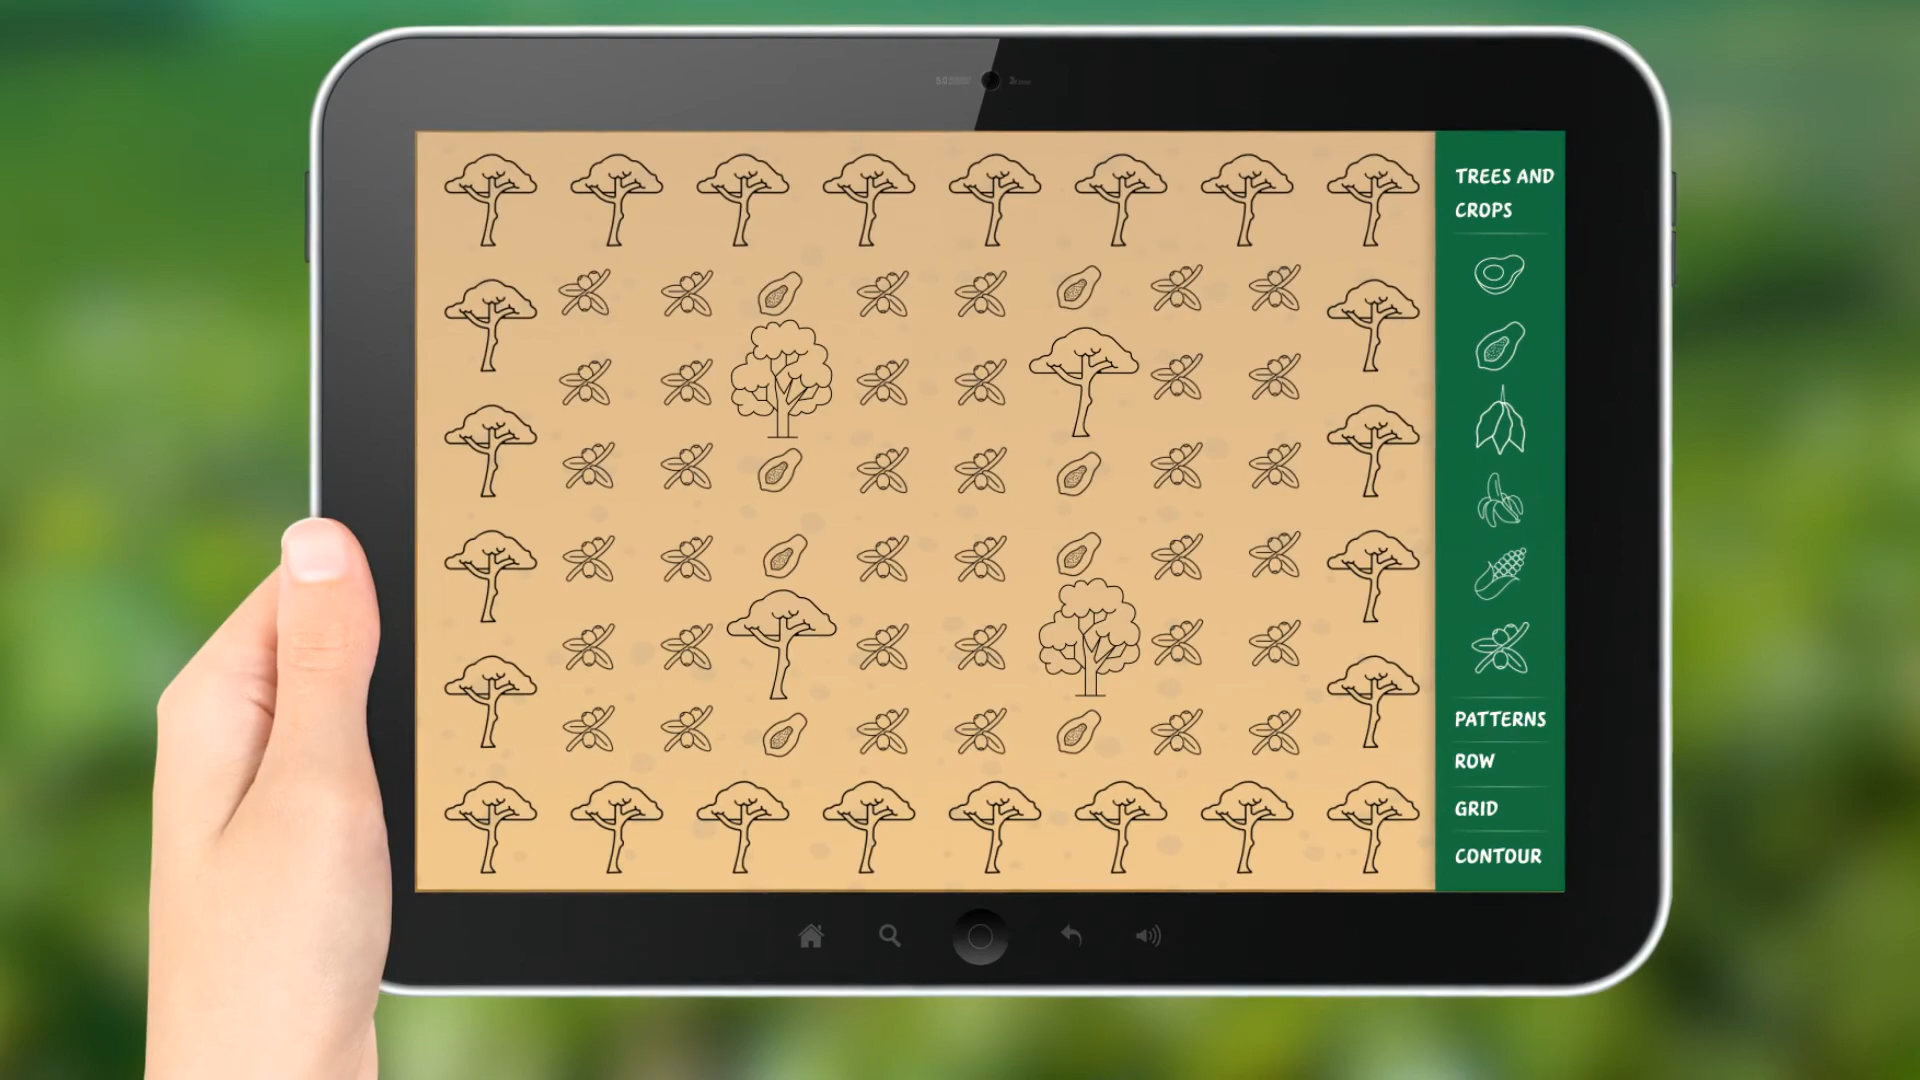 TREES AND
CROPS
PATTERNS
ROW
GRID
CONTOUR